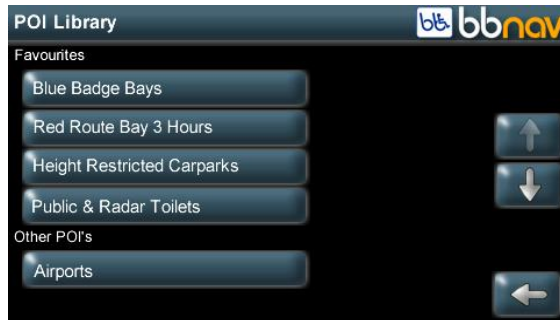 POI Library
bb bbnav
Favourites
Blue Badge Bays
Red Route Bay 3 Hours
Height Restricted Carparks
Public & Radar Toilets
Other POI's
Airports